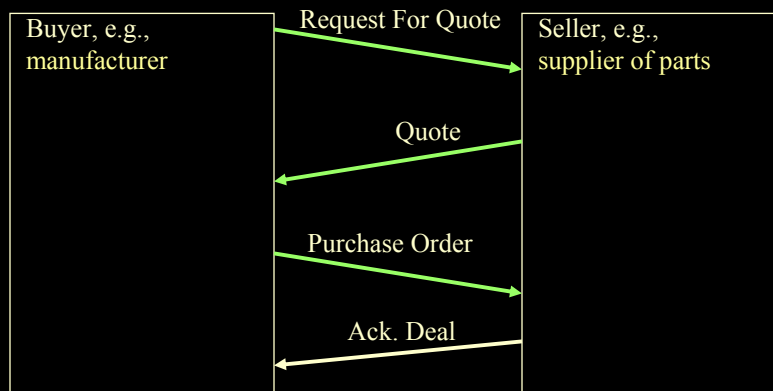 Request For Quote
Buyer, e.g.,
manufacturer
Seller, e.g.,
supplier of parts
Quote
Purchase Order
Ack. Deal